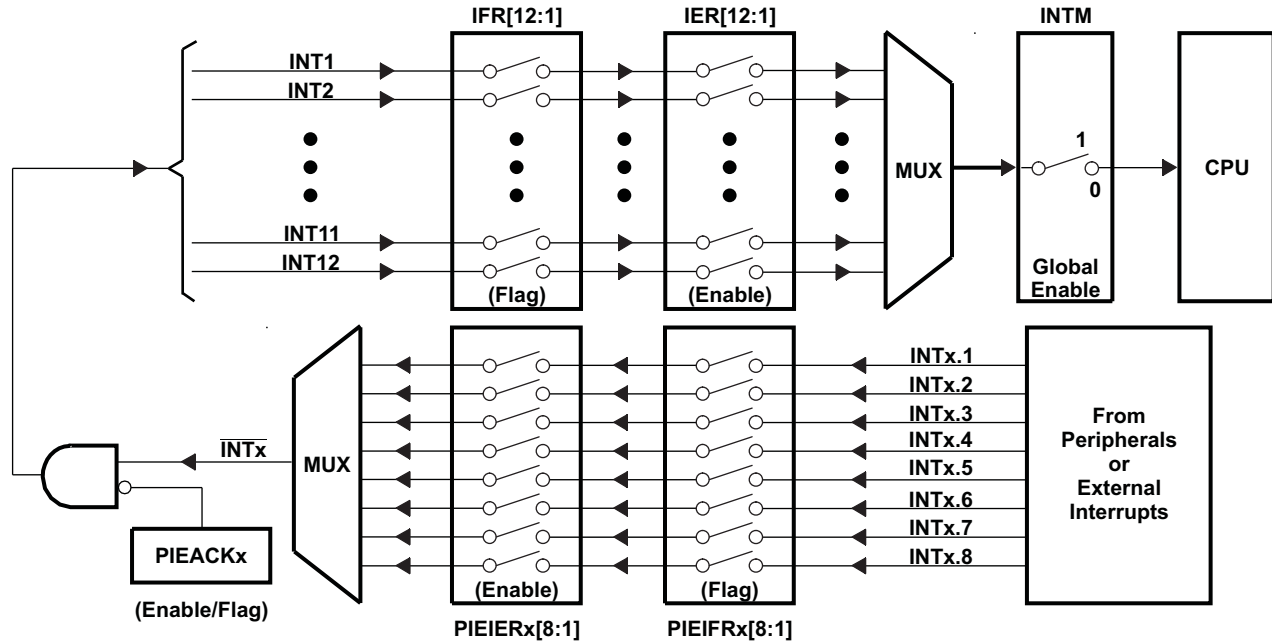 IFR[12:1]
IER[12:1]
INTM
INT1
INT2
INT11
INT12
(Flag)
(Enable)
MUX
1
0
Global
Enable
CPU
INTx
MUX
PIEACKx
(Enable/Flag)
(Enable)
PIEIERx[8:1]
(Flag)
PIEIFRx[8:1]
INTx.1
INTx.2
INTx.3
INTx.4
INTx.5
INTx.6
INTx.7
INTx.8
From
Peripherals
or
External
Interrupts